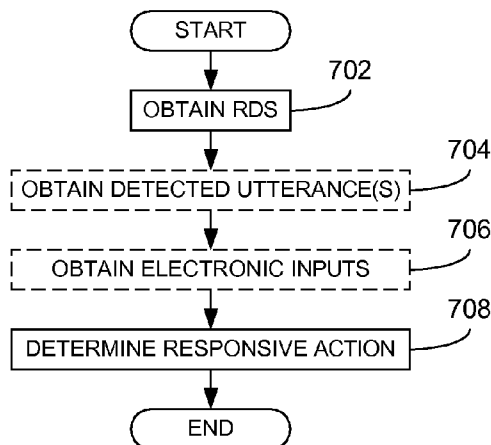 START
702
OBTAIN RDS
704
OBTAIN DETECTED UTTERANCE(S)
706
OBTAIN ELECTRONIC INPUTS
708
DETERMINE RESPONSIVE ACTION
END